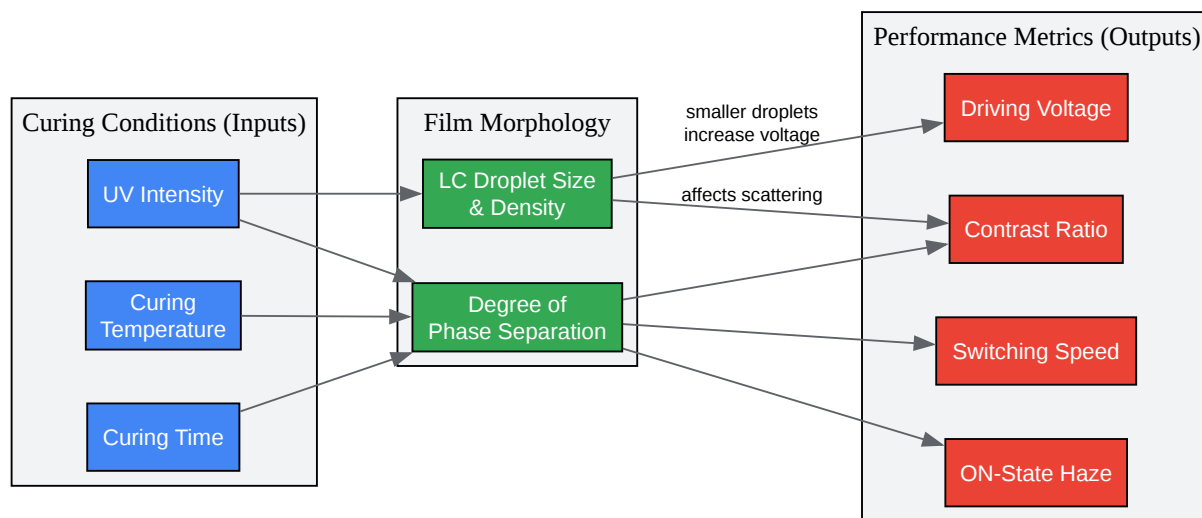 Curing Conditions (Inputs)
UV Intensity
Curing
Temperature
Curing Time
Film Morphology
LC Droplet Size
& Density
Degree of
Phase Separation
smaller droplets
increase voltage
affects scattering
Performance Metrics (Outputs)
Driving Voltage
Contrast Ratio
Switching Speed
ON-State Haze